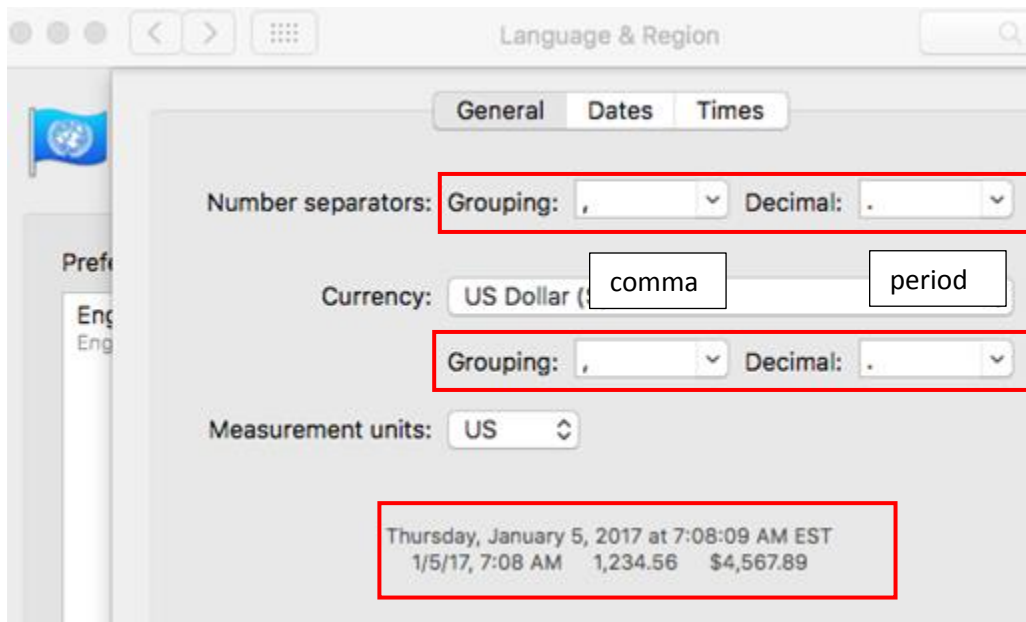 Language & Region
General Dates Times
Number separators: Grouping: , Decimal: .
comma period
Currency: US Dollar (
Grouping: , Decimal: .
Measurement units: US
Prefe
Eng
Eng
Thursday, January 5, 2017 at 7:08:09 AM EST
1/5/17, 7:08 AM 1,234.56 $4,567.89